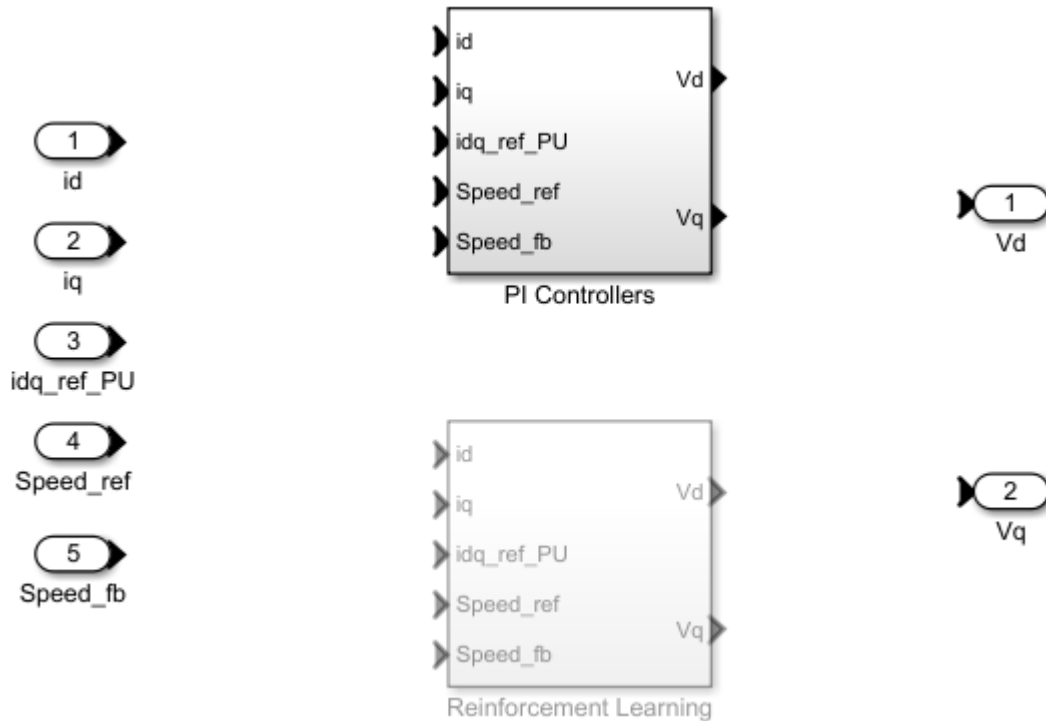 1
id
2
iq
3
idq_ref_PU
4
Speed_ref
5
Speed_fb
id
iq
idq_ref_PU
Speed_ref
Speed_fb
Vd
Vq
PI Controllers
id
iq
idq_ref_PU
Speed_ref
Speed_fb
Vd
Vq
Reinforcement Learning
1
Vd
2
Vq